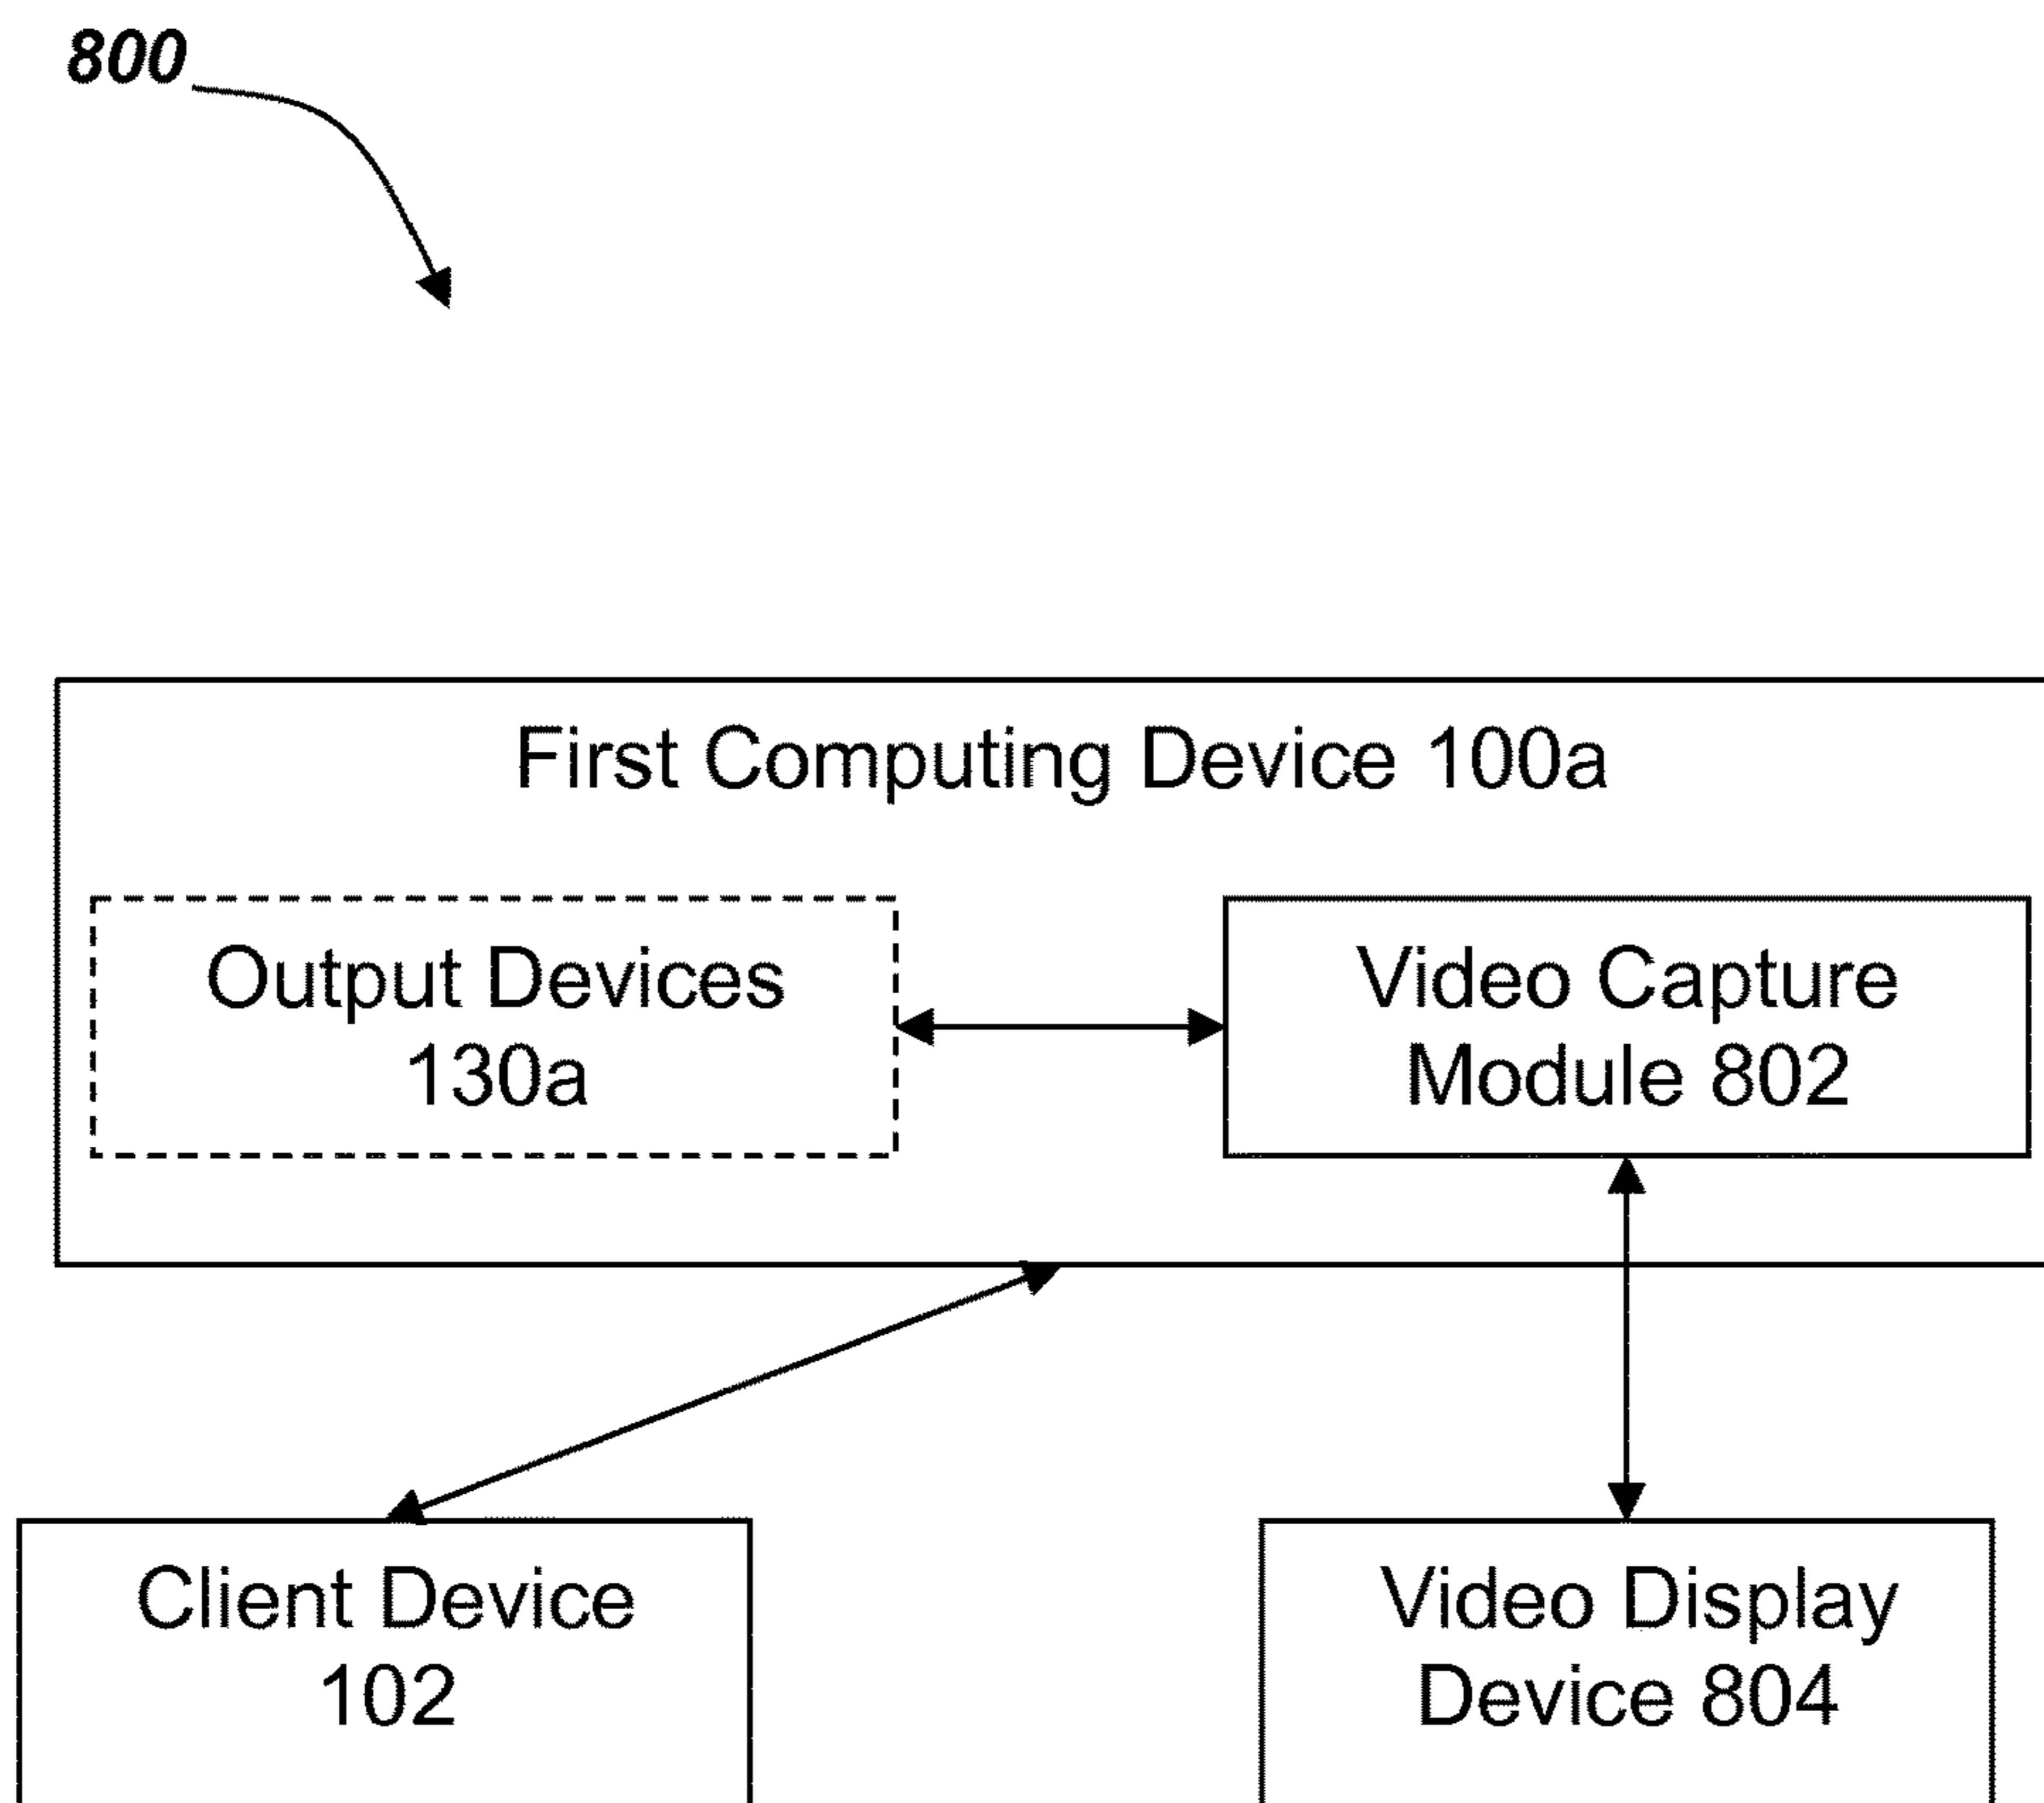 800
First Computing Device 100a
Output Devices
130a
Video Capture
Module 802
Client Device
102
Video Display
Device 804